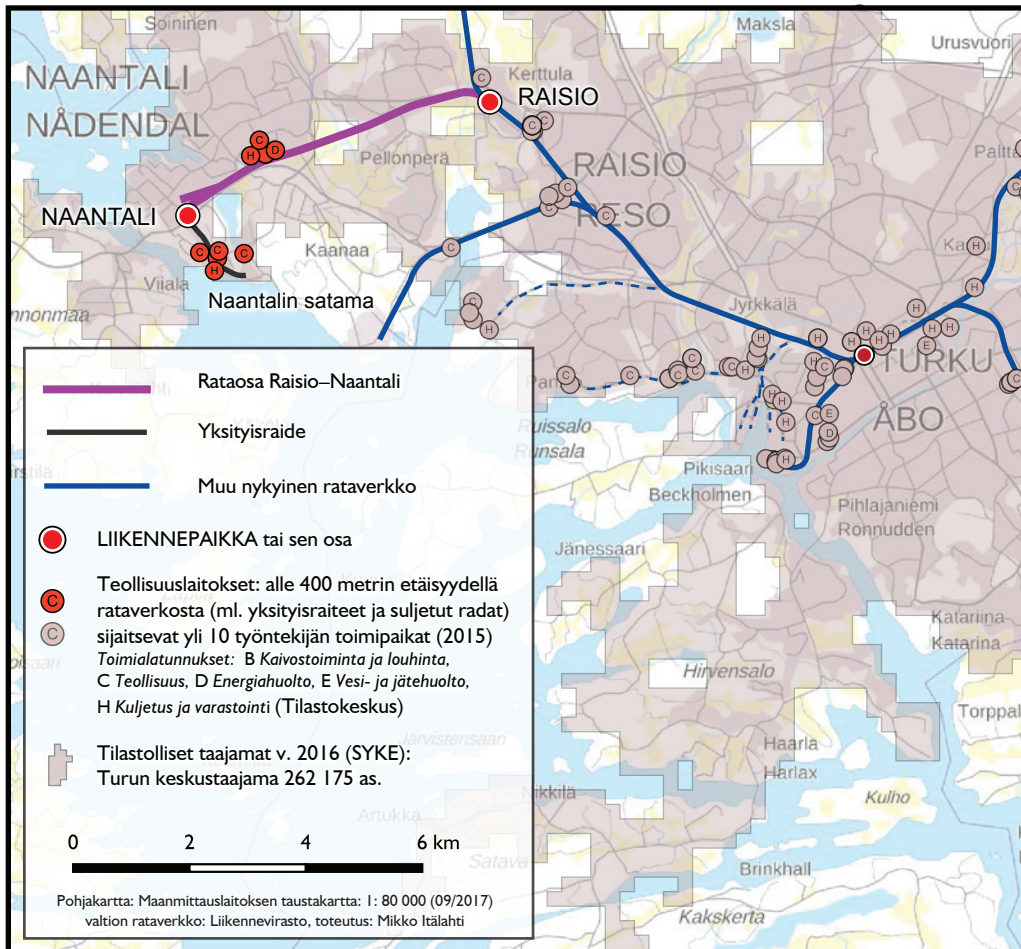 Soininen
Maksla
Urusvuori
NAANTALI
NÅDENDAL
C
Kerttula
RAISIO
C
C
C
H
D
Pellonperä
RAISIO
RESO
Paltta
C
NAANTALI
C
C
C
H
Kaanaa
Viiala
Naantalin satama
C
H
Jyrkkälä
H
H
E
TURKU
ÅBO
Rataosa Raisio–Naantali
Yksityisraide
Muu nykyinen rataverkko
LIIKENNEPAIKKA tai sen osa
C
C
Teollisuuslaitokset: alle 400 metrin etäisyydellä
rataverkosta (ml. yksityisraiteet ja suljetut radat)
sijaitsevat yli 10 työntekijän toimipaikat (2015)
Toimialatunnukset: B Kaivostoiminta ja louhinta,
C Teollisuus, D Energiahuolto, E Vesi- ja jätehuolto,
H Kuljetus ja varastointi (Tilastokeskus)
Tilastolliset taajamat v. 2016 (SYKE):
Turun keskustaajama 262 175 as.
0 2 4 6 km
Pohjakartta: Maanmittauslaitoksen taustakartta: 1: 80 000 (09/2017)
valtion rataverkko: Liikennevirasto, toteutus: Mikko Itälahti
Ruissalo
Runsala
Pikisaari
Beckholmen
C
E
D
H
Pihlajaniemi
Ronnudden
Jänessaari
Katariina
Katarina
Hirvensalo
Torppal
Järvistensaari
Haarla
Harlax
Nikkilä
Kulho
Artukka
Satava
Brinkhall
Kakskerta